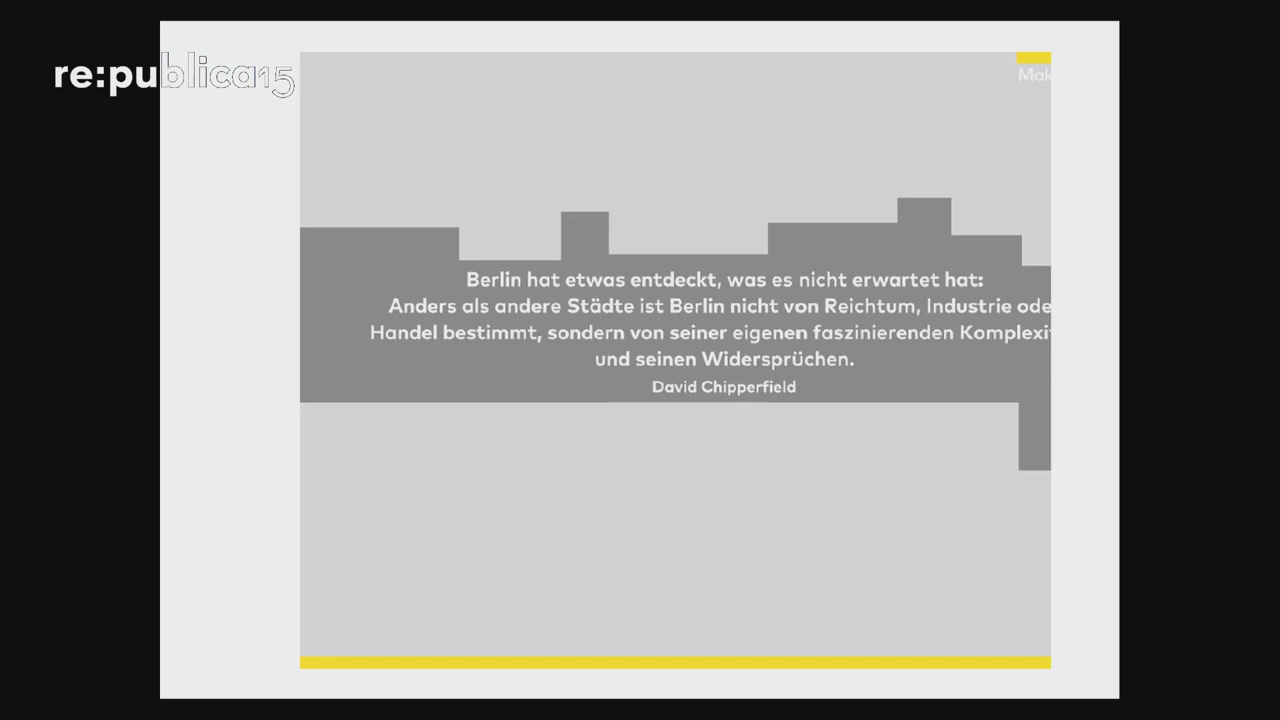 re:publica15
Mak
Berlin hat etwas entdeckt, was es nicht erwartet hat:
Anders als andere Städte ist Berlin nicht von Reichtum, Industrie ode
Handel bestimmt, sondern von seiner eigenen faszinierenden Komplexi
und seinen Widersprüchen.
David Chipperfield